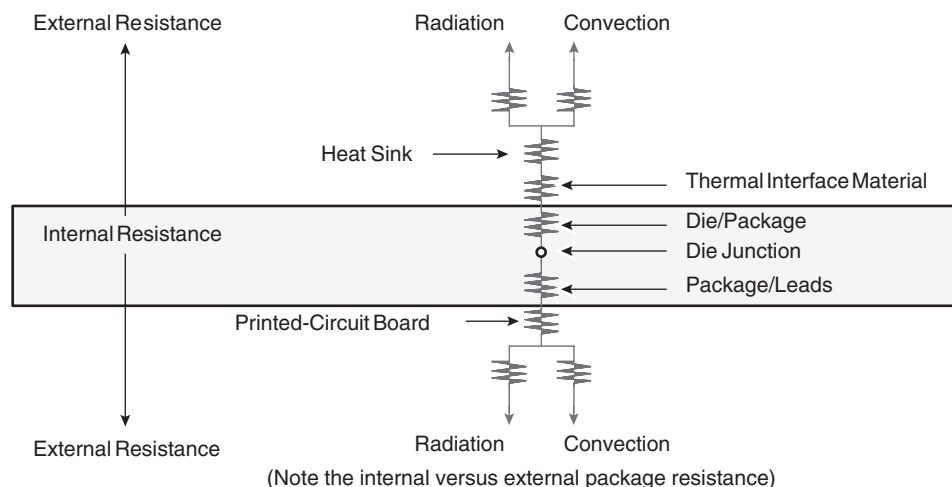 External Resistance
Radiation
Convection
Heat Sink
Thermal Interface Material
Die/Package
Internal Resistance
Die Junction
Package/Leads
Printed-Circuit Board
External Resistance
Radiation
Convection
(Note the internal versus external package resistance)